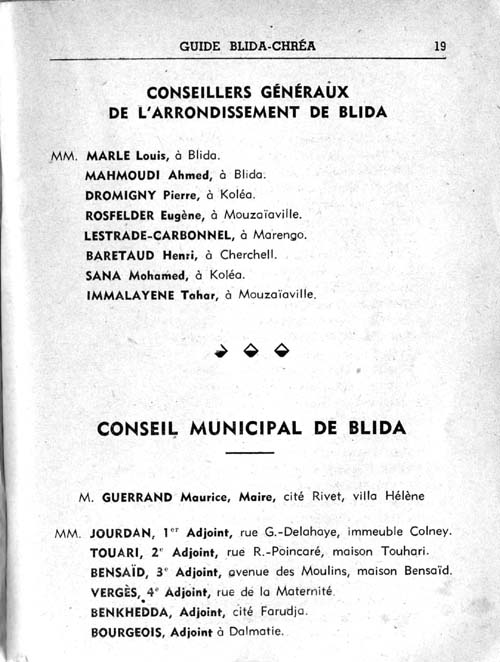 GUIDE BLIDA-CHRÉA 19
CONSEILLERS GÉNÉRAUX
DE L'ARRONDISSEMENT DE BLIDA
MM. MARLE Louis, à Blida.
MAHMOUDI Ahmed, à Blida.
DROMIGNY Pierre, à Koléa.
ROSFELDER Eugène, à Mouzaïaville.
LESTRADE-CARBONNEL, à Marengo.
BARETAUD Henri, à Cherchell.
SANA Mohamed, à Koléa.
IMMALAYENE Tahar, à Mouzaïaville.
CONSEIL MUNICIPAL DE BLIDA
M. GUERRAND Maurice, Maire, cité Rivet, villa Hélène
MM. JOURDAN, 1er Adjoint, rue G.-Delahaye, immeuble Colney.
TOUARI, 2e Adjoint, rue R.-Poincaré, maison Touhari.
BENSAÏD, 3e Adjoint, avenue des Moulins, maison Bensaïd.
VERGÈS, 4e Adjoint, rue de la Maternité.
BENKHEDDA, Adjoint, cité Farudja.
BOURGEOIS, Adjoint à Dalmatie.